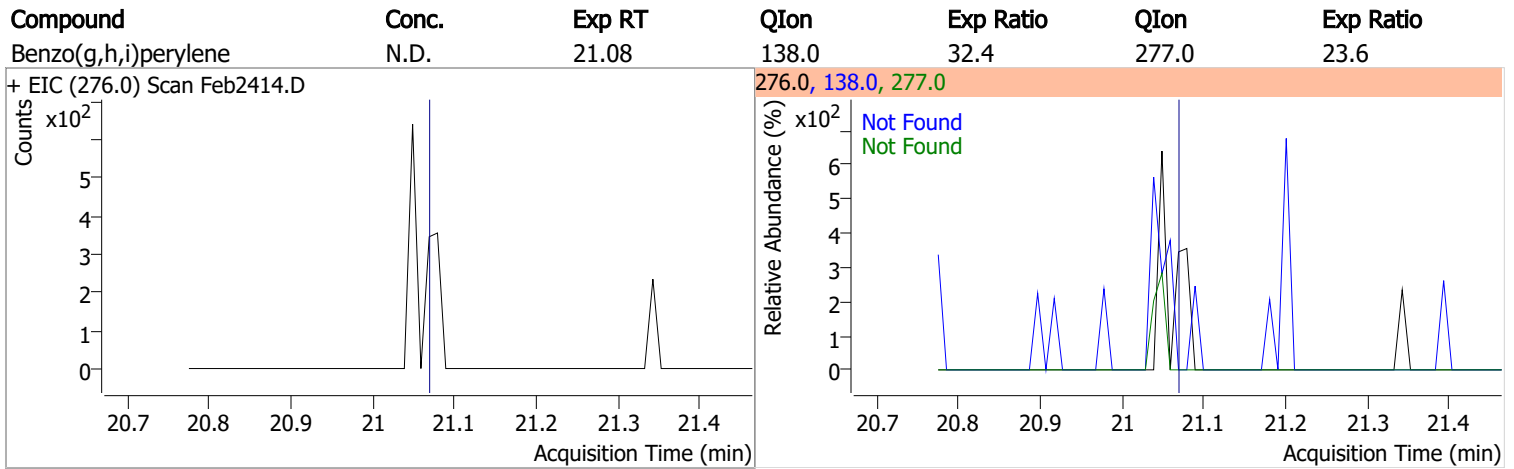 Compound Conc. Exp RT QIon Exp Ratio QIon Exp Ratio
Benzo(g,h,i)perylene N.D. 21.08 138.0 32.4 277.0 23.6
+ EIC (276.0) Scan Feb2414.D
Counts
x10²
5
4
3
2
1
0
20.7 20.8 20.9 21 21.1 21.2 21.3 21.4
Acquisition Time (min)
276.0, 138.0, 277.0
Relative Abundance (%)
x10²
Not Found
Not Found
6
5
4
3
2
1
0
20.7 20.8 20.9 21 21.1 21.2 21.3 21.4
Acquisition Time (min)